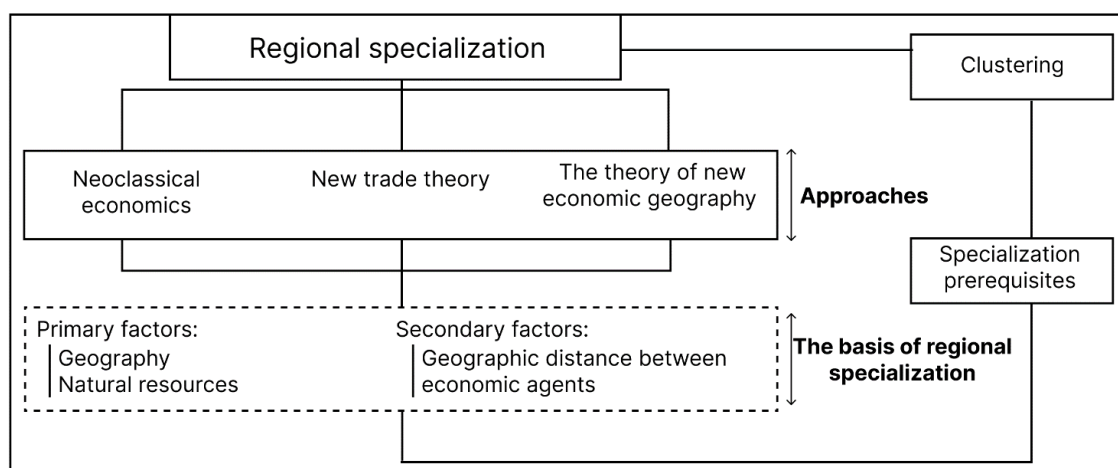 Regional specialization
Clustering
Neoclassical
economics
New trade theory
The theory of new
economic geography
Approaches
Specialization
prerequisites
Primary factors:
Geography
Natural resources
Secondary factors:
Geographic distance between
economic agents
The basis of regional
specialization